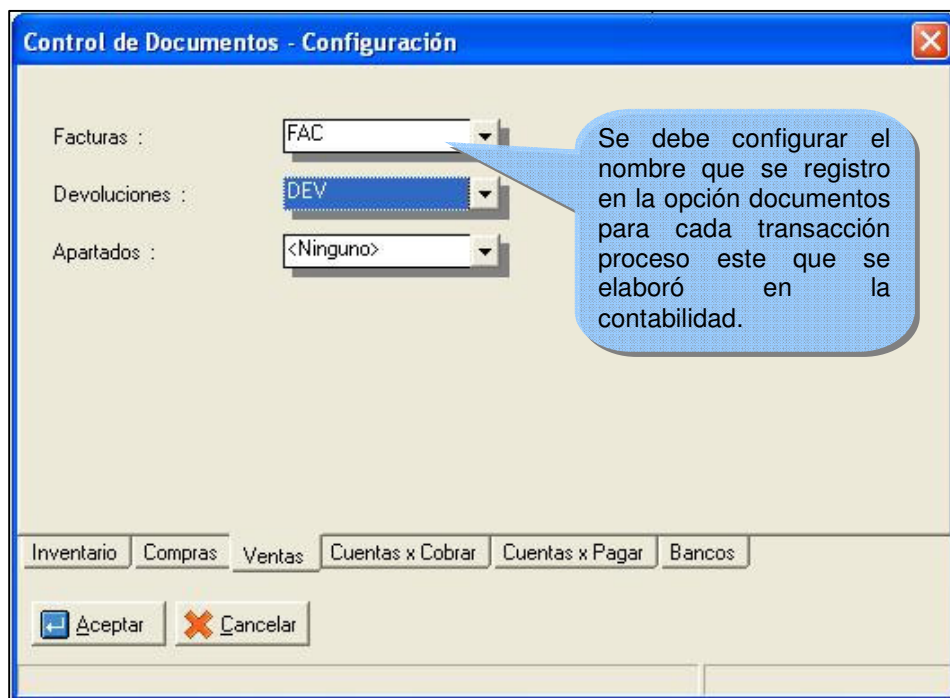 Control de Documentos - Configuración
Facturas :
FAC
Devoluciones :
DEV
Apartados :
<Ninguno>
Se debe configurar el
nombre que se registro
en la opción documentos
para cada transacción
proceso este que se
elaboró en la
contabilidad.
Inventario Compras Ventas Cuentas x Cobrar Cuentas x Pagar Bancos
Aceptar Cancelar